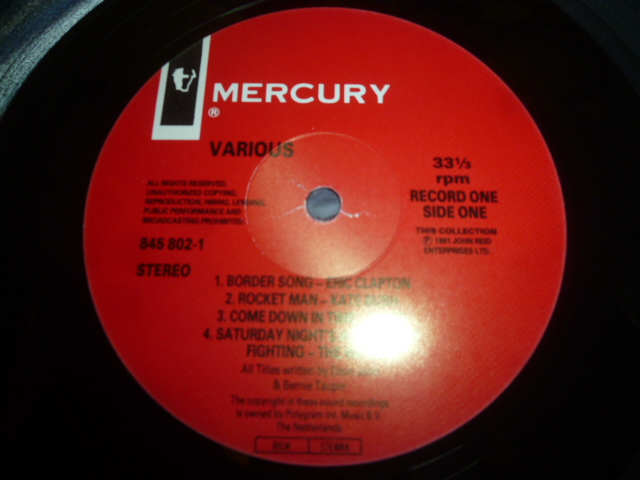 MERCURY
®
VARIOUS
33⅓
rpm
RECORD ONE
SIDE ONE
ALL RIGHTS RESERVED.
UNAUTHORIZED COPYING,
REPRODUCTION, HIRING, LENDING,
PUBLIC PERFORMANCE AND
BROADCASTING PROHIBITED.
THIS COLLECTION
℗ 1991 JOHN REID
ENTERPRISES LTD.
845 802-1
STEREO
1. BORDER SONG – ERIC CLAPTON
2. ROCKET MAN – KATE BUSH
3. COME DOWN IN
4. SATURDAY NIGHT'S
FIGHTING – THE
All Titles written by Elton John
& Bernie Taupin
The copyright in these sound recordings
is owned by Polygram Int. Music B.V.
The Netherlands